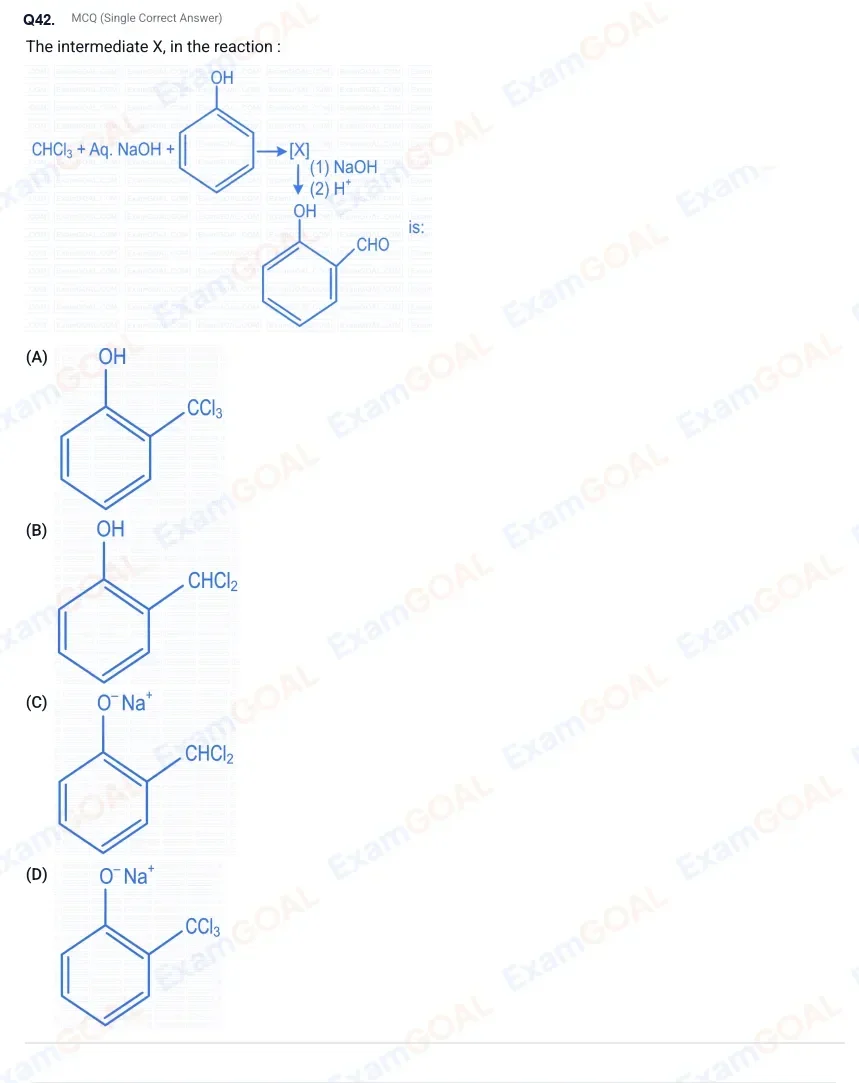 Q42. MCQ (Single Correct Answer)
The intermediate X, in the reaction :
OH
CHCl₃ + Aq. NaOH + → [X]
(1) NaOH
(2) H⁺
OH
CHO
is:
(A)
OH
CCl₃
(B)
OH
CHCl₂
(C)
O⁻ Na⁺
CHCl₂
(D)
O⁻ Na⁺
CCl₃
ExamGOAL